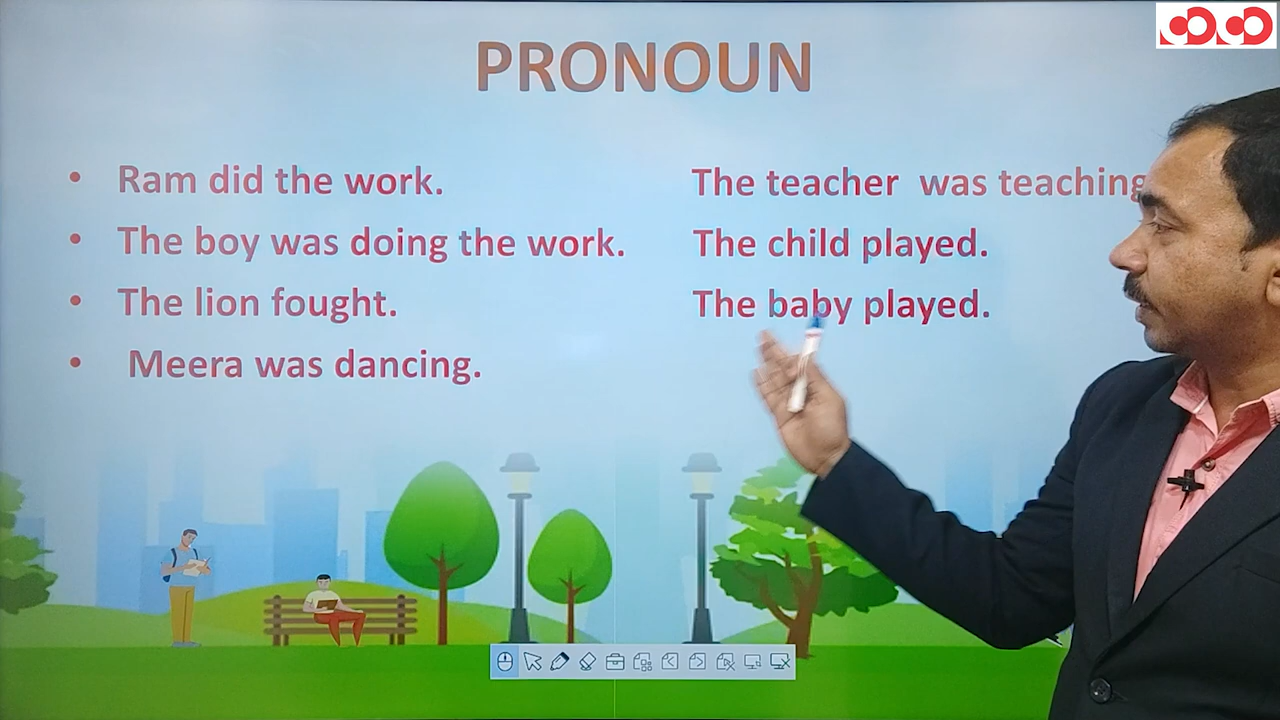 PRONOUN
• Ram did the work.
• The boy was doing the work.
• The lion fought.
• Meera was dancing.
The teacher was teaching
The child played.
The baby played.